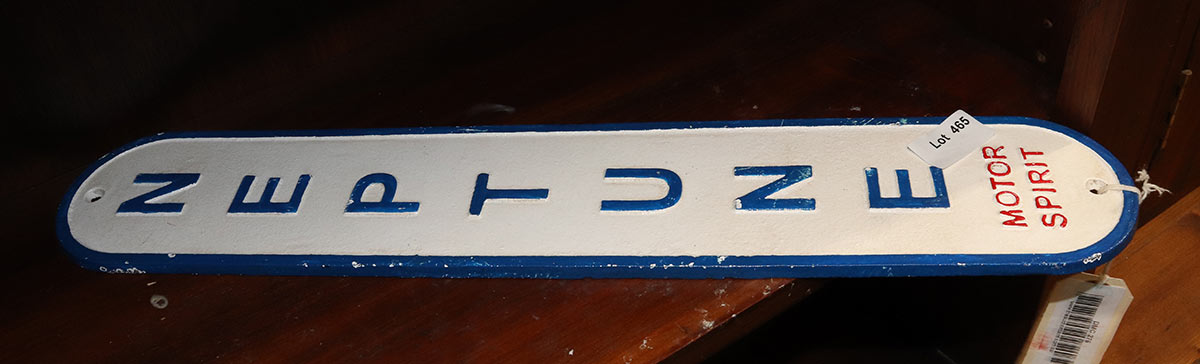 NEPTUNE
MOTOR
SPIRIT
Lot 465